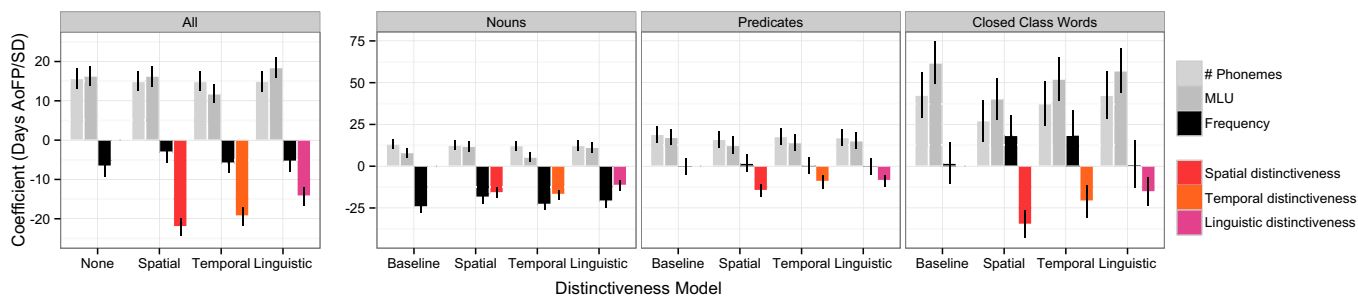 All
Nouns
Predicates
Closed Class Words
Coefficient (Days AoFP/SD)
20
10
0
-10
-20
75
50
25
0
-25
None Spatial Temporal Linguistic
Baseline Spatial Temporal Linguistic
Baseline Spatial Temporal Linguistic
Baseline Spatial Temporal Linguistic
Distinctiveness Model
# Phonemes
MLU
Frequency
Spatial distinctiveness
Temporal distinctiveness
Linguistic distinctiveness